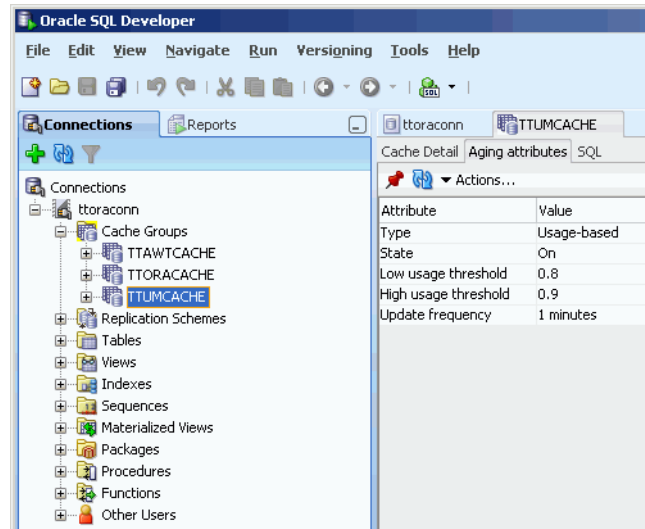 Oracle SQL Developer
File Edit View Navigate Run Versioning Tools Help
SQL
Connections Reports
ttoraconn TTUMCACHE
Cache Detail Aging attributes SQL
Actions...
Connections
ttoraconn
Cache Groups
TTAWTCACHE
TTORACACHE
TTUMCACHE
Replication Schemes
Tables
Views
Indexes
Sequences
Materialized Views
Packages
Procedures
Functions
Other Users
Attribute Value
Type Usage-based
State On
Low usage threshold 0.8
High usage threshold 0.9
Update frequency 1 minutes